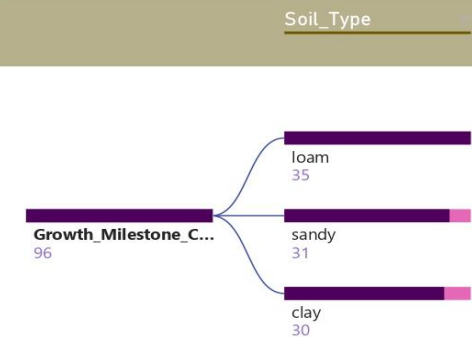 Soil_Type
loam
35
Growth_Milestone_C...
96
sandy
31
clay
30